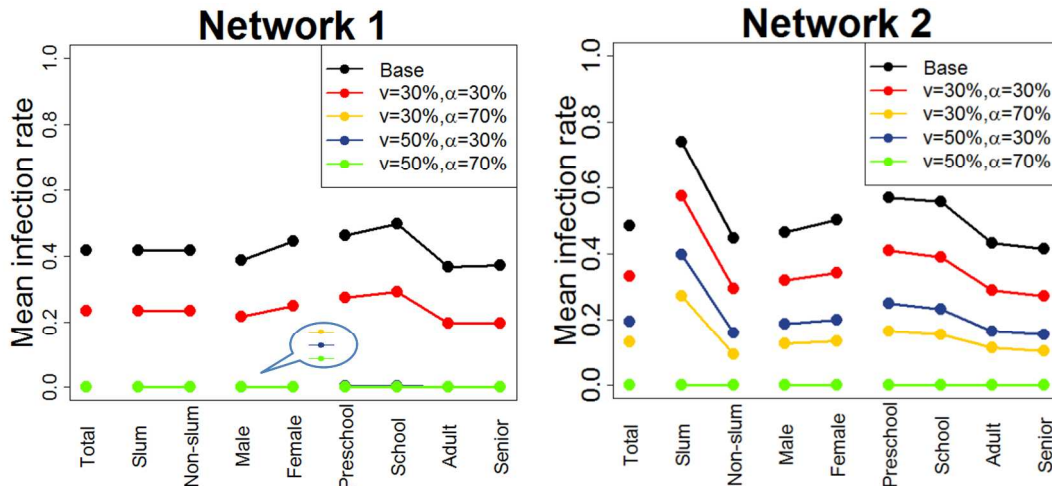 Network 1
Mean infection rate
1.0
0.8
0.6
0.4
0.2
0.0
Base
v=30%,α=30%
v=30%,α=70%
v=50%,α=30%
v=50%,α=70%
Total
Slum
Non-slum
Male
Female
Preschool
School
Adult
Senior
Network 2
Mean infection rate
1.0
0.8
0.6
0.4
0.2
0.0
Base
v=30%,α=30%
v=30%,α=70%
v=50%,α=30%
v=50%,α=70%
Total
Slum
Non-slum
Male
Female
Preschool
School
Adult
Senior